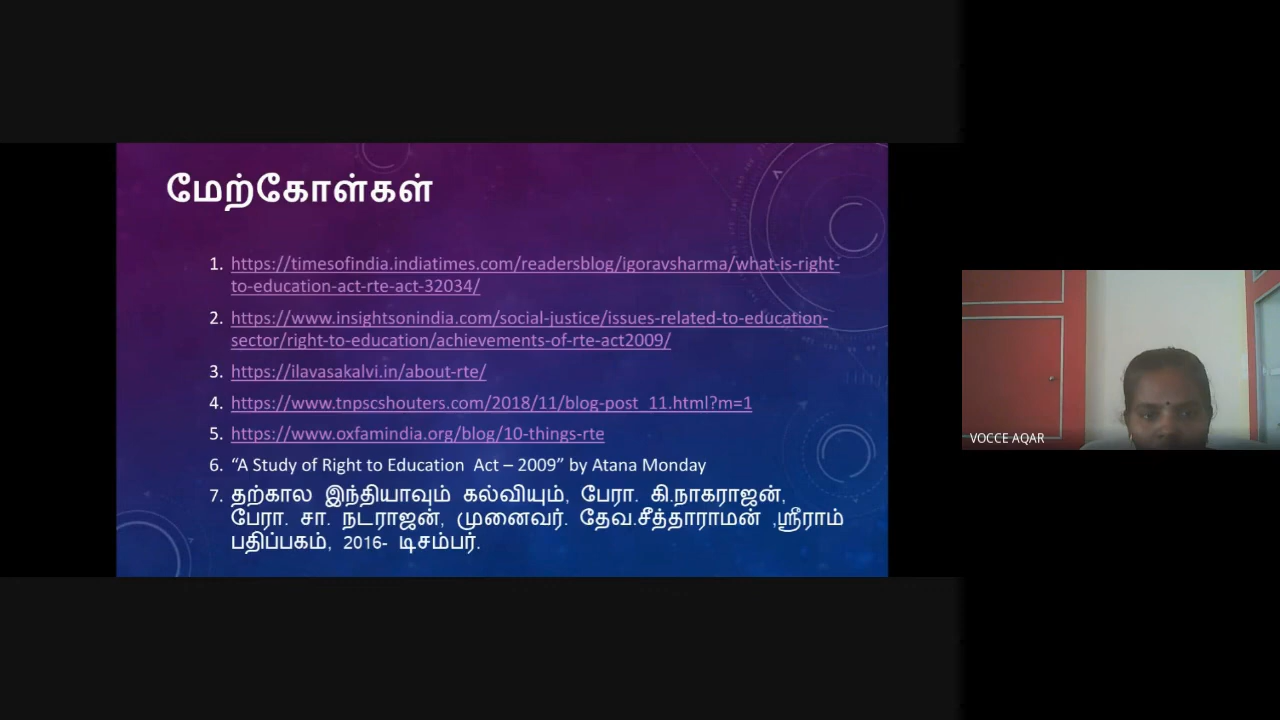 மேற்கோள்கள்
1. https://timesofindia.indiatimes.com/readersblog/igoravsharma/what-is-right-
to-education-act-rte-act-32034/
2. https://www.insightsonindia.com/social-justice/issues-related-to-education-
sector/right-to-education/achievements-of-rte-act2009/
3. https://ilavasakalvi.in/about-rte/
4. https://www.tnpscshouters.com/2018/11/blog-post_11.html?m=1
5. https://www.oxfamindia.org/blog/10-things-rte
6. “A Study of Right to Education Act – 2009” by Atana Monday
7. தற்கால இந்தியாவும் கல்வியும், பேரா. கி.நாகராஜன்,
பேரா. சா. நடராஜன், முனைவர். தேவ.சீத்தாராமன் ,ஸ்ரீராம்
பதிப்பகம், 2016- டிசம்பர்.
VOCCE AQAR